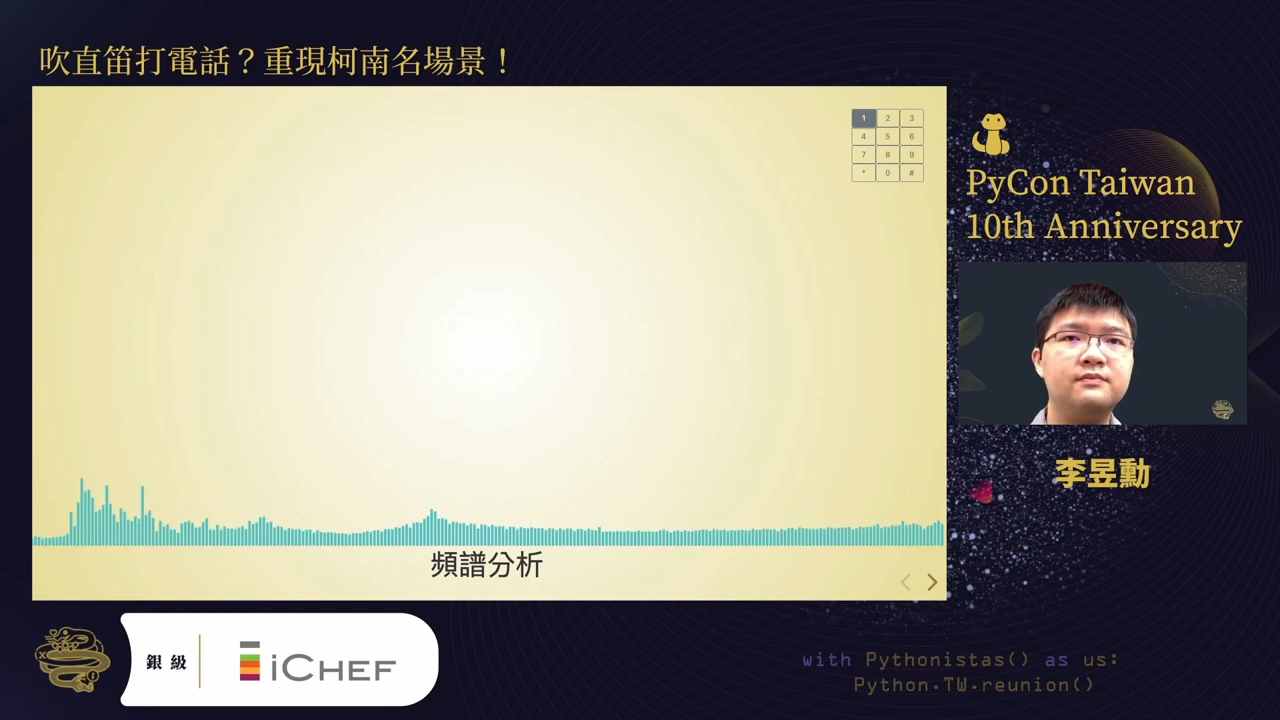 吹直笛打電話？重現柯南名場景！
1 2 3
4 5 6
7 8 9
* 0 #
頻譜分析
PyCon Taiwan
10th Anniversary
李昱勳
銀級
iCHEF
with Pythonistas() as us:
Python.TW.reunion()